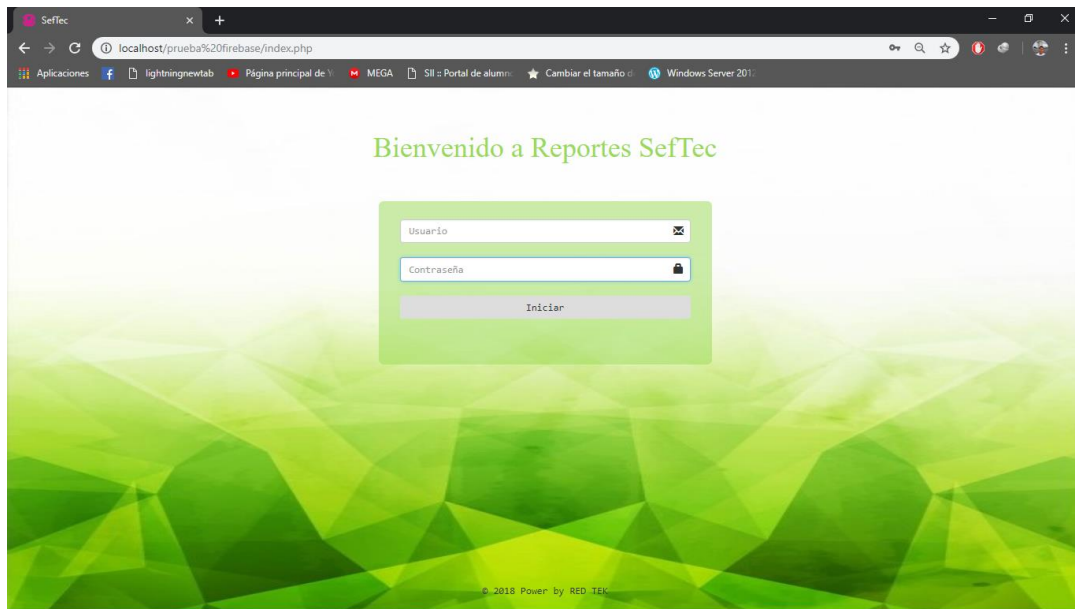 SefTec
localhost/prueba%20firebase/index.php
Aplicaciones
lightningnewtab
Página principal de
MEGA
SII :: Portal de alumn
Cambiar el tamaño d
Windows Server 201
Bienvenido a Reportes SefTec
Usuario
Contraseña
Iniciar
© 2018 Power by RED TEK